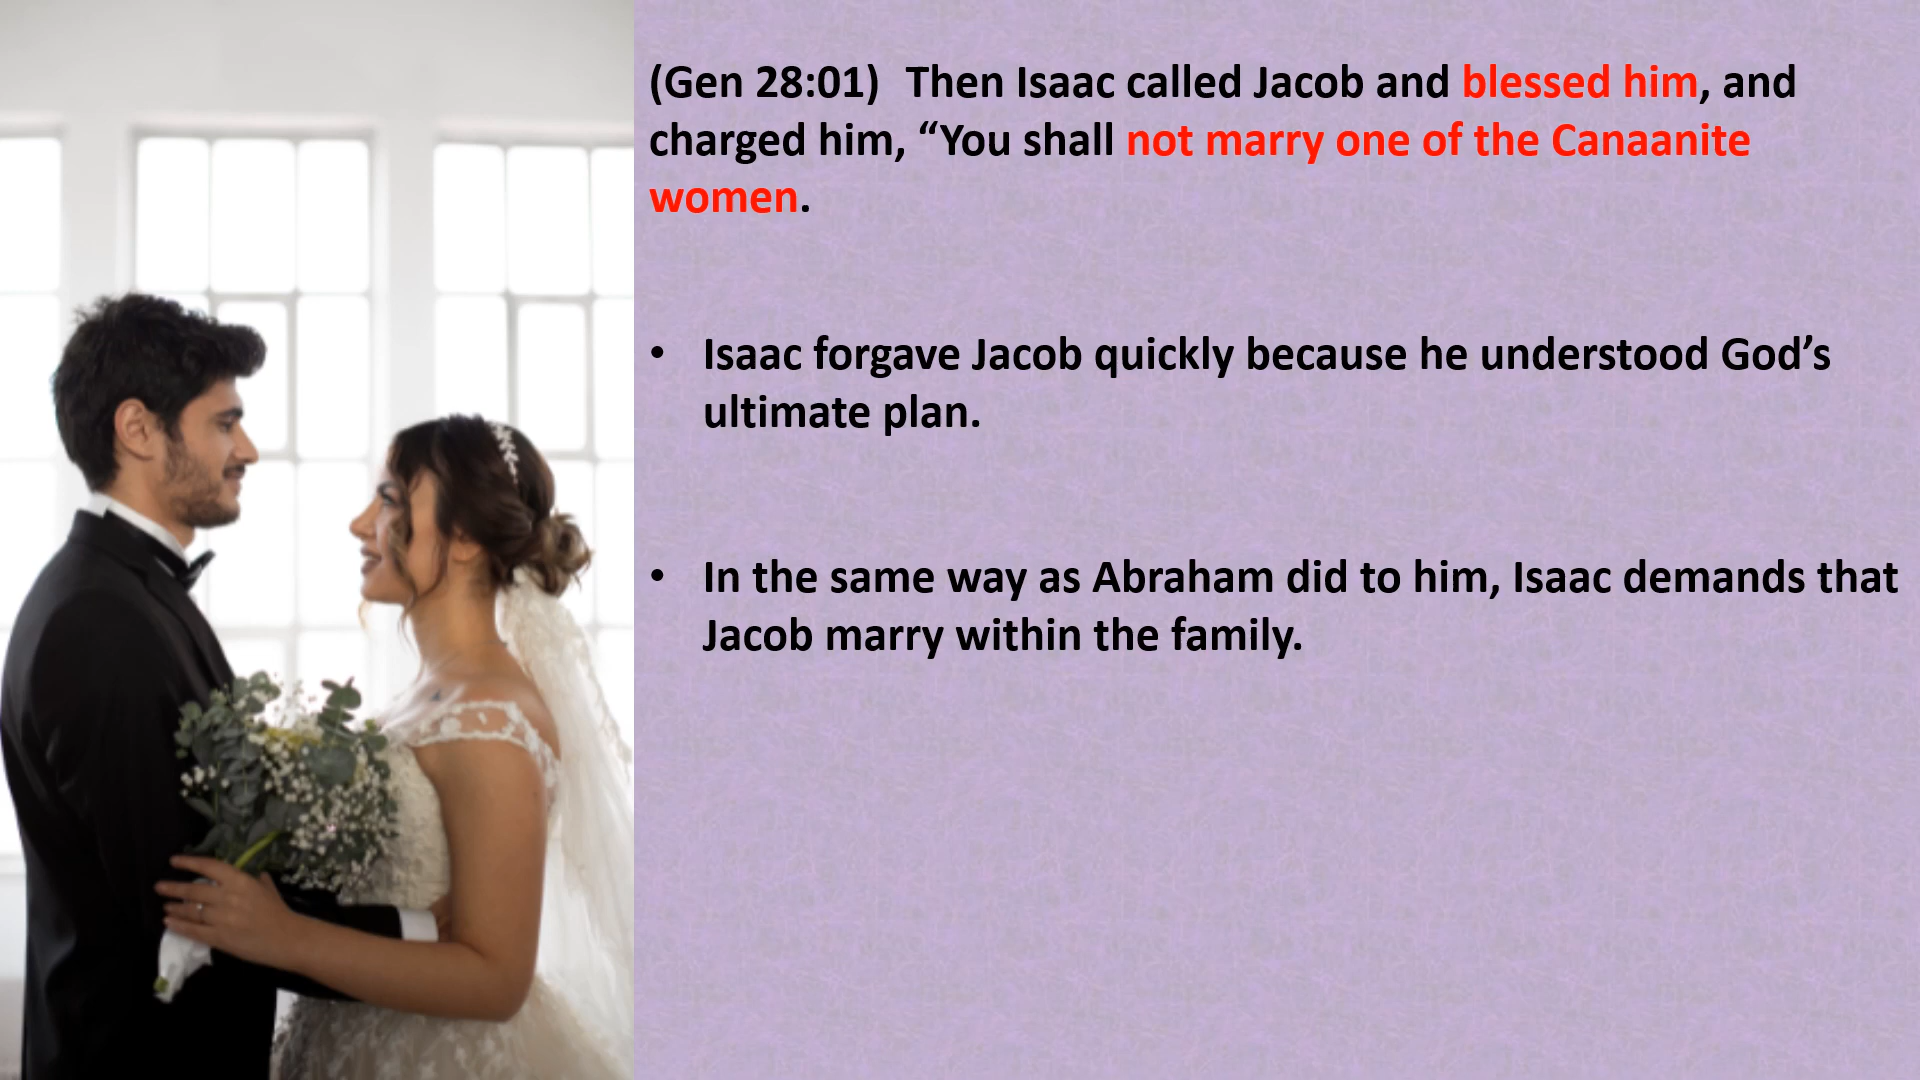 (Gen 28:01)  Then Isaac called Jacob and blessed him, and
charged him, “You shall not marry one of the Canaanite
women.
• Isaac forgave Jacob quickly because he understood God’s
ultimate plan.
• In the same way as Abraham did to him, Isaac demands that
Jacob marry within the family.